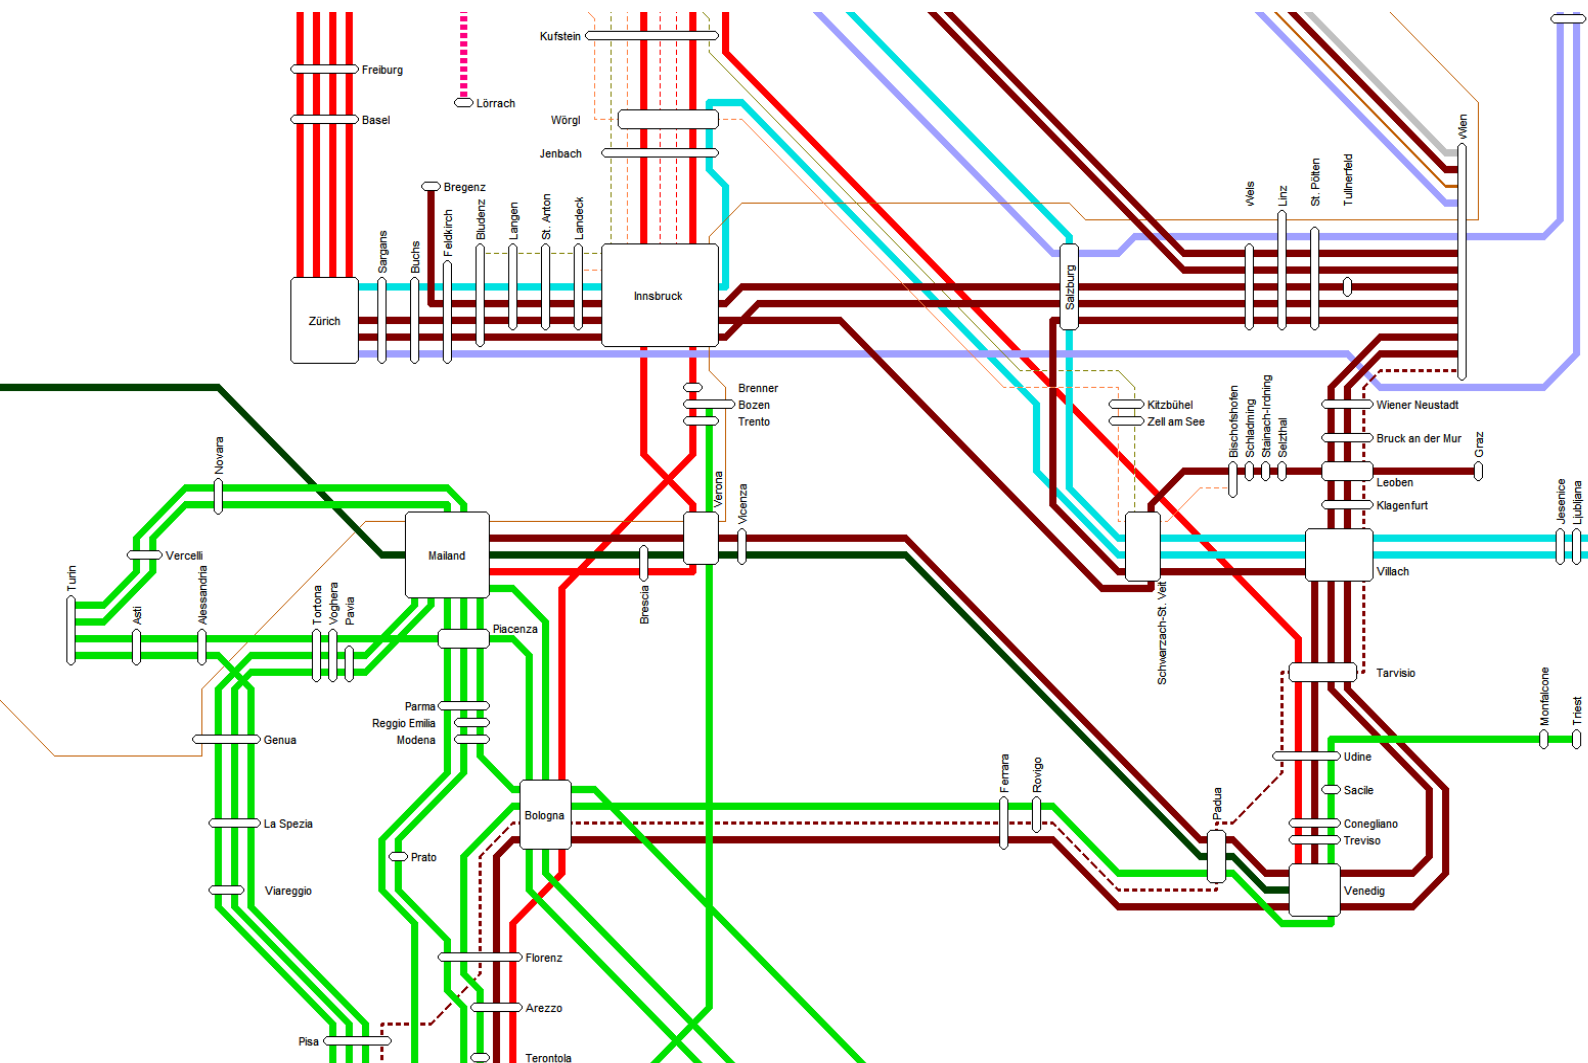 Kufstein
Freiburg
Lörrach
Basel
Wörgl
Jenbach
Wien
Bregenz
Wels
Linz
St. Pölten
Tullnerfeld
Sargans
Buchs
Feldkirch
Bludenz
Langen
St. Anton
Landeck
Innsbruck
Salzburg
Zürich
Brenner
Bozen
Trento
Kitzbühel
Zell am See
Wiener Neustadt
Bruck an der Mur
Bischofshofen
Schladming
Stainach-Irdning
Selzthal
Graz
Leoben
Klagenfurt
Novara
Verona
Vicenza
Jesenice
Ljubljana
Mailand
Vercelli
Villach
Turin
Asti
Alessandria
Tortona
Voghera
Pavia
Brescia
Schwarzach-St. Veit
Piacenza
Tarvisio
Parma
Reggio Emilia
Modena
Genua
Monfalcone
Triest
Udine
Ferrara
Rovigo
Padua
Sacile
Bologna
La Spezia
Conegliano
Treviso
Prato
Viareggio
Venedig
Florenz
Arezzo
Pisa
Terontola